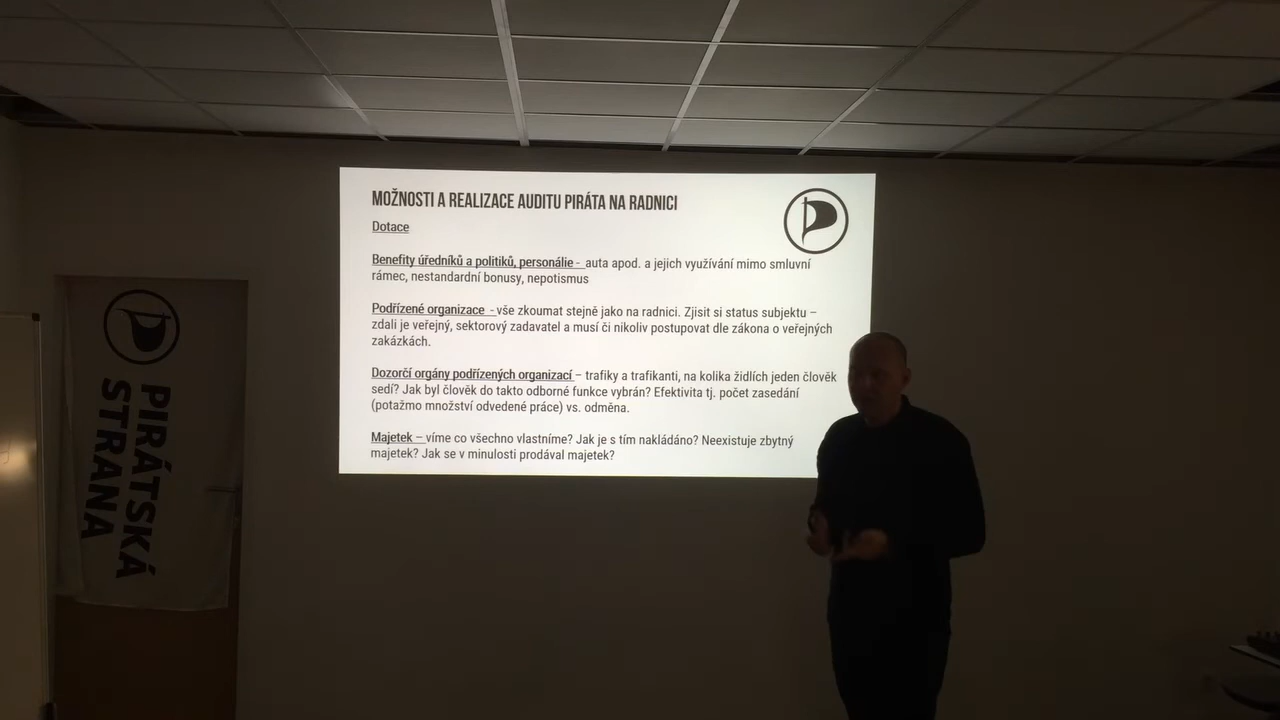 MOŽNOSTI A REALIZACE AUDITU PIRÁTA NA RADNICI
Dotace
Benefity úředníků a politiků, personálie - auta apod. a jejich využívání mimo smluvní
rámec, nestandardní bonusy, nepotismus
Podřízené organizace - vše zkoumat stejně jako na radnici. Zjisit si status subjektu –
zdali je veřejný, sektorový zadavatel a musí či nikoliv postupovat dle zákona o veřejných
zakázkách.
Dozorčí orgány podřízených organizací – trafiky a trafikanti, na kolika židlích jeden člověk
sedí? Jak byl člověk do takto odborné funkce vybrán? Efektivita tj. počet zasedání
(potažmo množství odvedené práce) vs. odměna.
Majetek – víme co všechno vlastníme? Jak je s tím nakládáno? Neexistuje zbytný
majetek? Jak se v minulosti prodával majetek?
PIRÁTSKÁ
STRANA